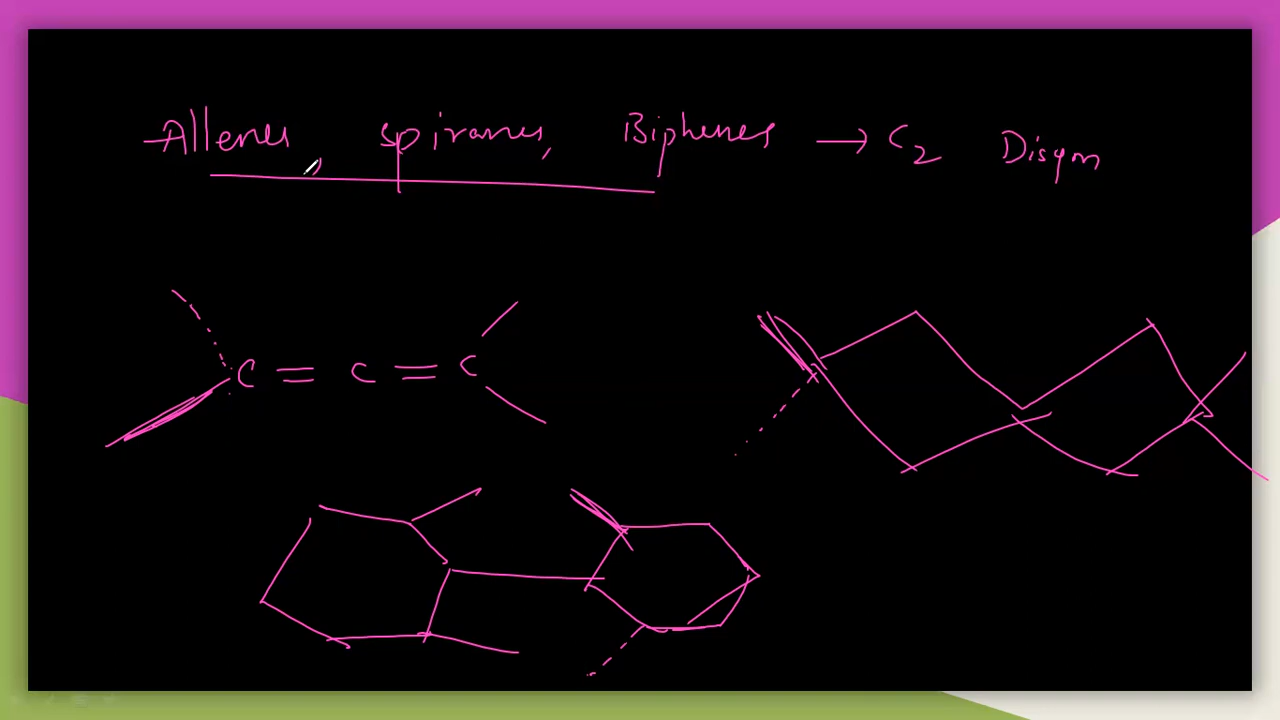 Allenes, spiranes, Biphenes → C2 Disym
C = C = C